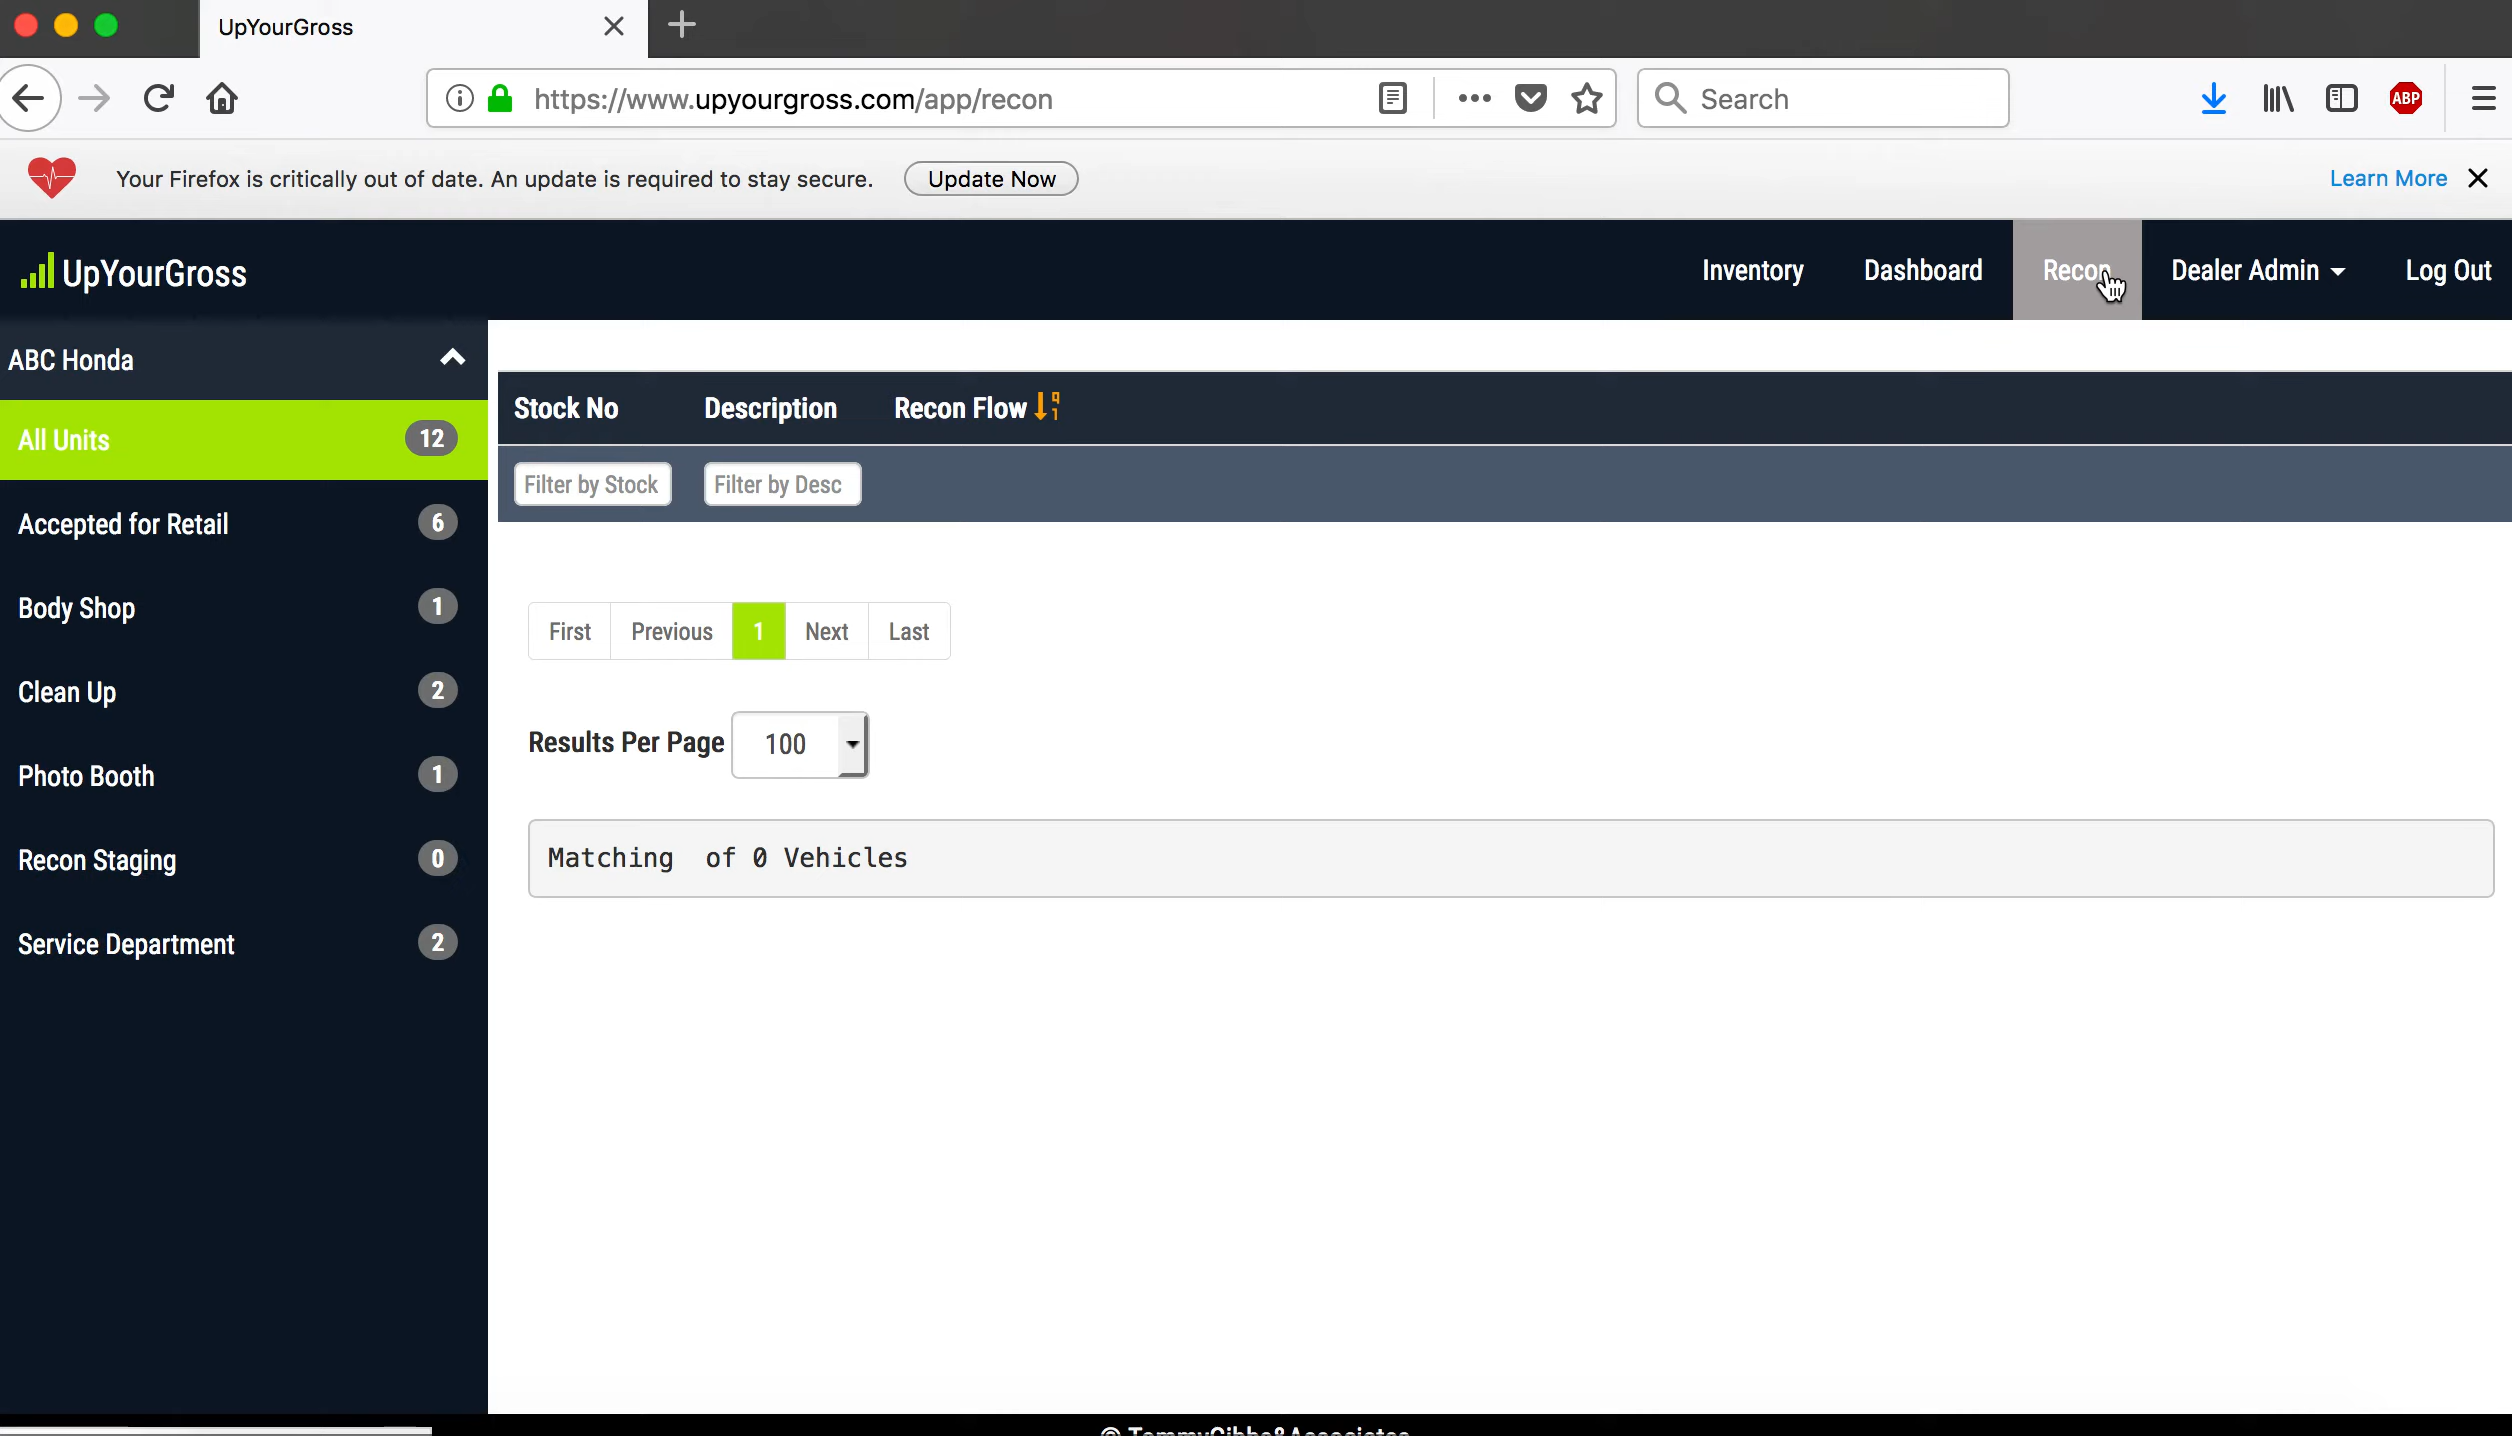 UpYourGross
https://www.upyourgross.com/app/recon
Search
ABP
Your Firefox is critically out of date. An update is required to stay secure.
Update Now
Learn More
UpYourGross
Inventory
Dashboard
Recon
Dealer Admin
Log Out
ABC Honda
All Units 12
Accepted for Retail 6
Body Shop 1
Clean Up 2
Photo Booth 1
Recon Staging 0
Service Department 2
Stock No Description Recon Flow
Filter by Stock Filter by Desc
First Previous 1 Next Last
Results Per Page 100
Matching of 0 Vehicles
© TommyGibbs&Associates